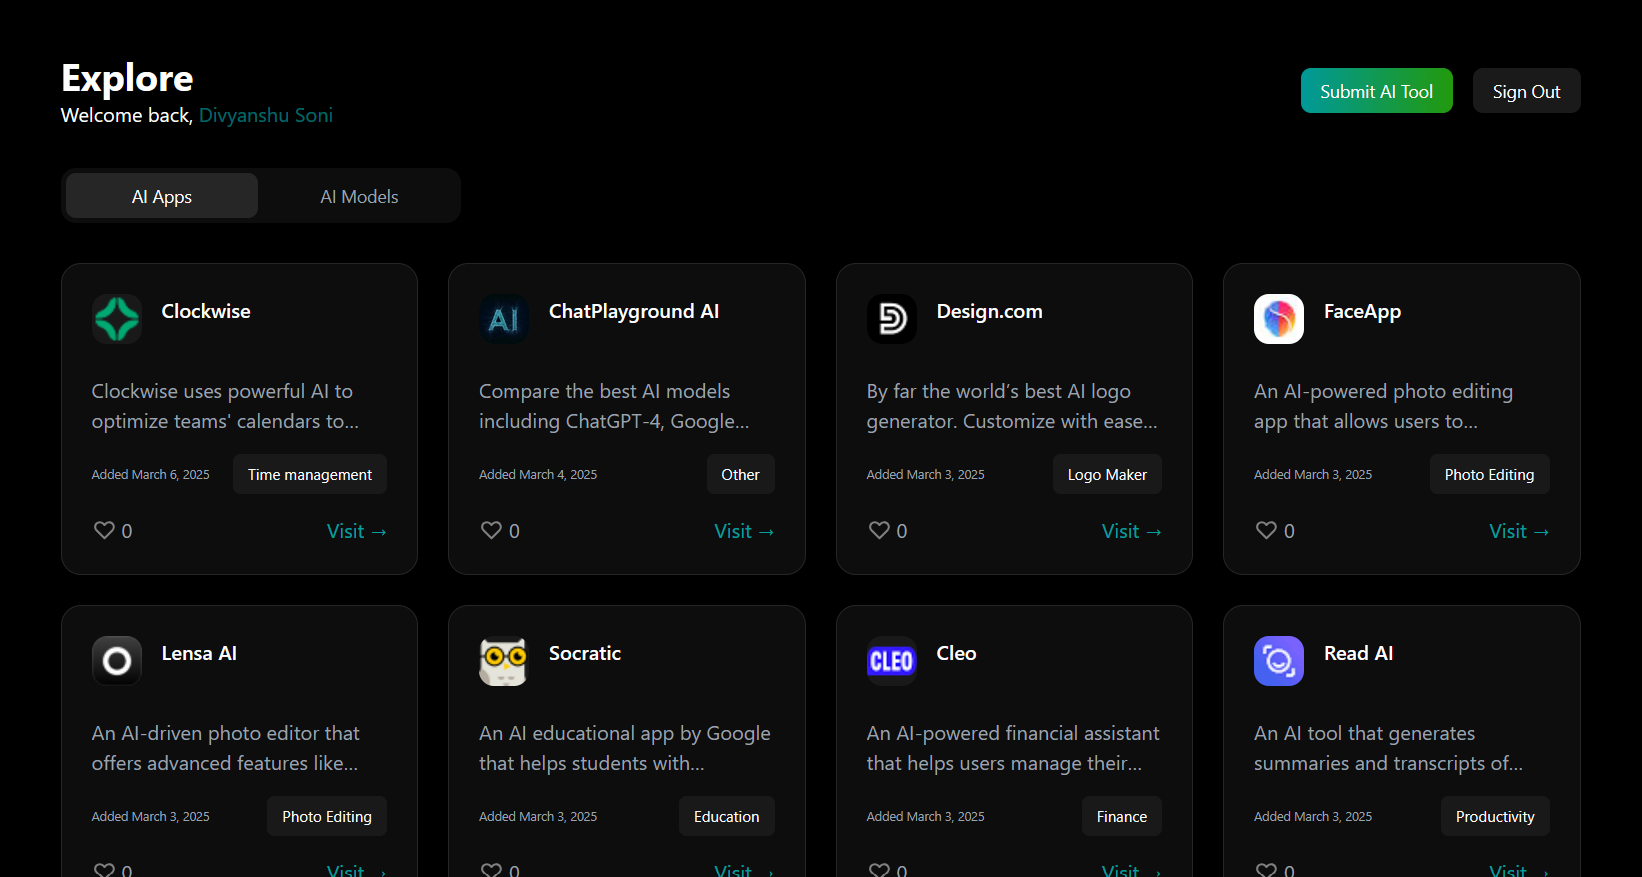 Explore
Welcome back, Divyanshu Soni
Submit AI Tool
Sign Out
AI Apps
AI Models
Clockwise
Clockwise uses powerful AI to
optimize teams' calendars to...
Added March 6, 2025
Time management
0
Visit →
AI
ChatPlayground AI
Compare the best AI models
including ChatGPT-4, Google...
Added March 4, 2025
Other
0
Visit →
Design.com
By far the world’s best AI logo
generator. Customize with ease...
Added March 3, 2025
Logo Maker
0
Visit →
FaceApp
An AI-powered photo editing
app that allows users to...
Added March 3, 2025
Photo Editing
0
Visit →
Lensa AI
An AI-driven photo editor that
offers advanced features like...
Added March 3, 2025
Photo Editing
0
Visit →
Socratic
An AI educational app by Google
that helps students with...
Added March 3, 2025
Education
0
Visit →
CLEO
Cleo
An AI-powered financial assistant
that helps users manage their...
Added March 3, 2025
Finance
0
Visit →
Read AI
An AI tool that generates
summaries and transcripts of...
Added March 3, 2025
Productivity
0
Visit →